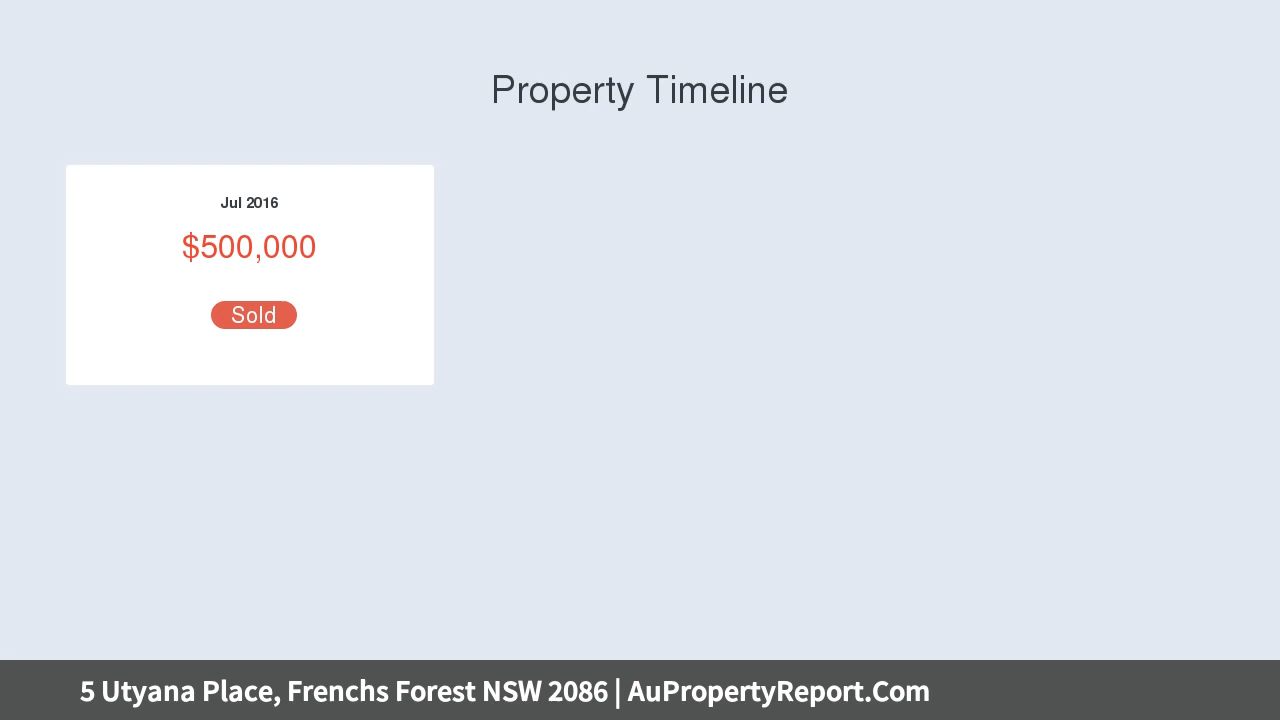 Property Timeline
Jul 2016
$500,000
Sold
5 Utyana Place, Frenchs Forest NSW 2086 | AuPropertyReport.Com